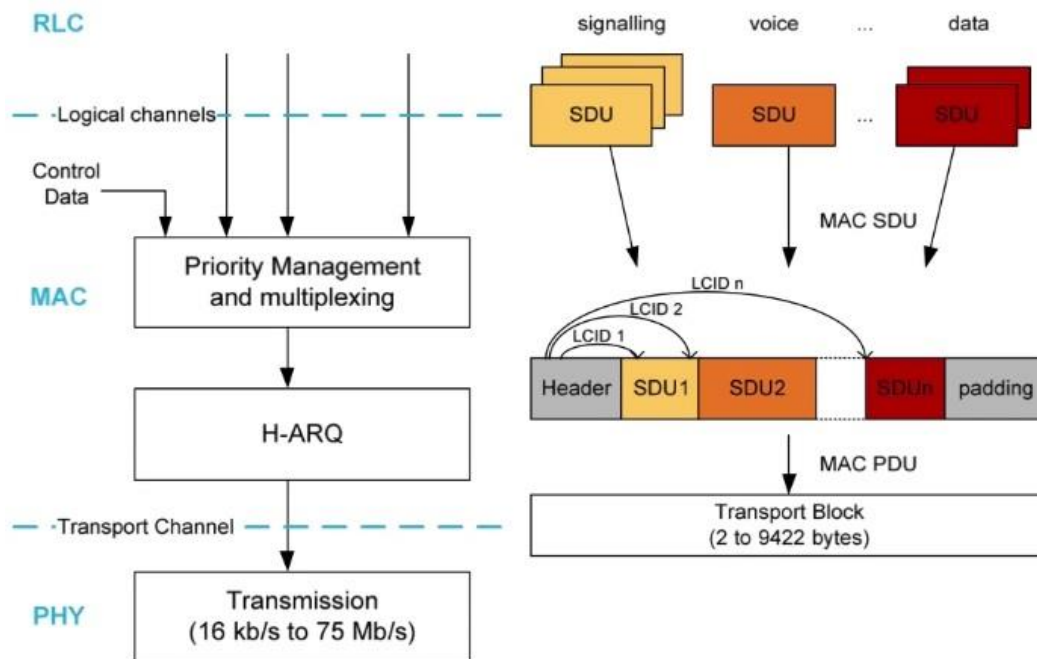 RLC
Logical channels
Control
Data
Priority Management
and multiplexing
MAC
H-ARQ
Transport Channel
Transmission
(16 kb/s to 75 Mb/s)
PHY
signalling voice ... data
SDU SDU ... SDU
MAC SDU
LCID n
LCID 2
LCID 1
Header SDU1 SDU2 SDUn padding
MAC PDU
Transport Block
(2 to 9422 bytes)